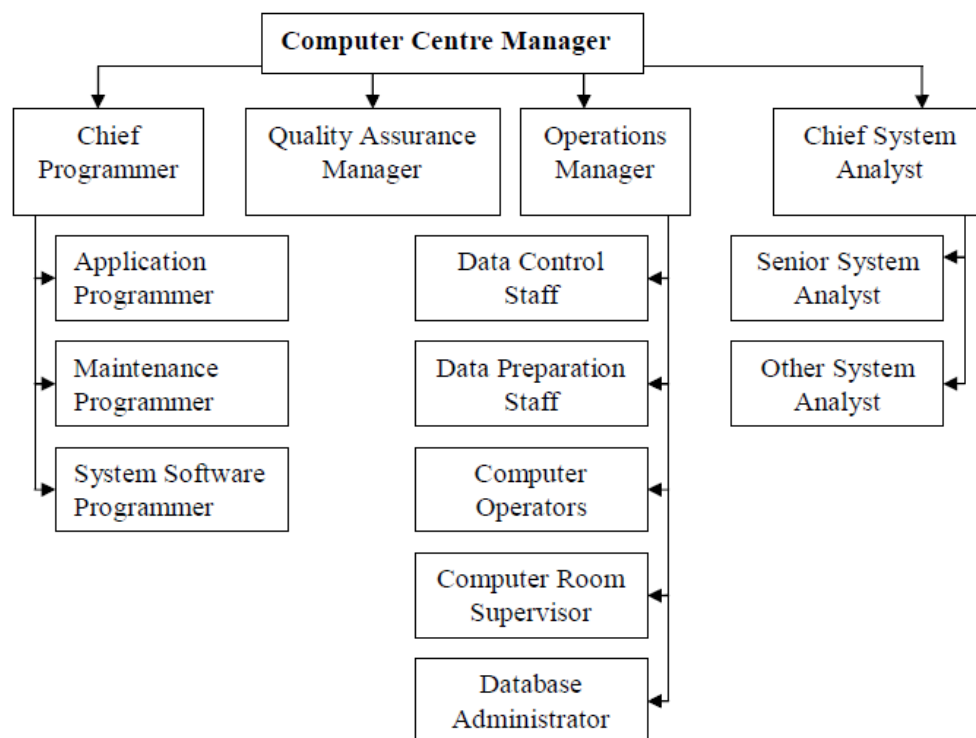 Computer Centre Manager
Chief
Programmer
Quality Assurance
Manager
Operations
Manager
Chief System
Analyst
Application
Programmer
Data Control
Staff
Senior System
Analyst
Maintenance
Programmer
Data Preparation
Staff
Other System
Analyst
System Software
Programmer
Computer
Operators
Computer Room
Supervisor
Database
Administrator